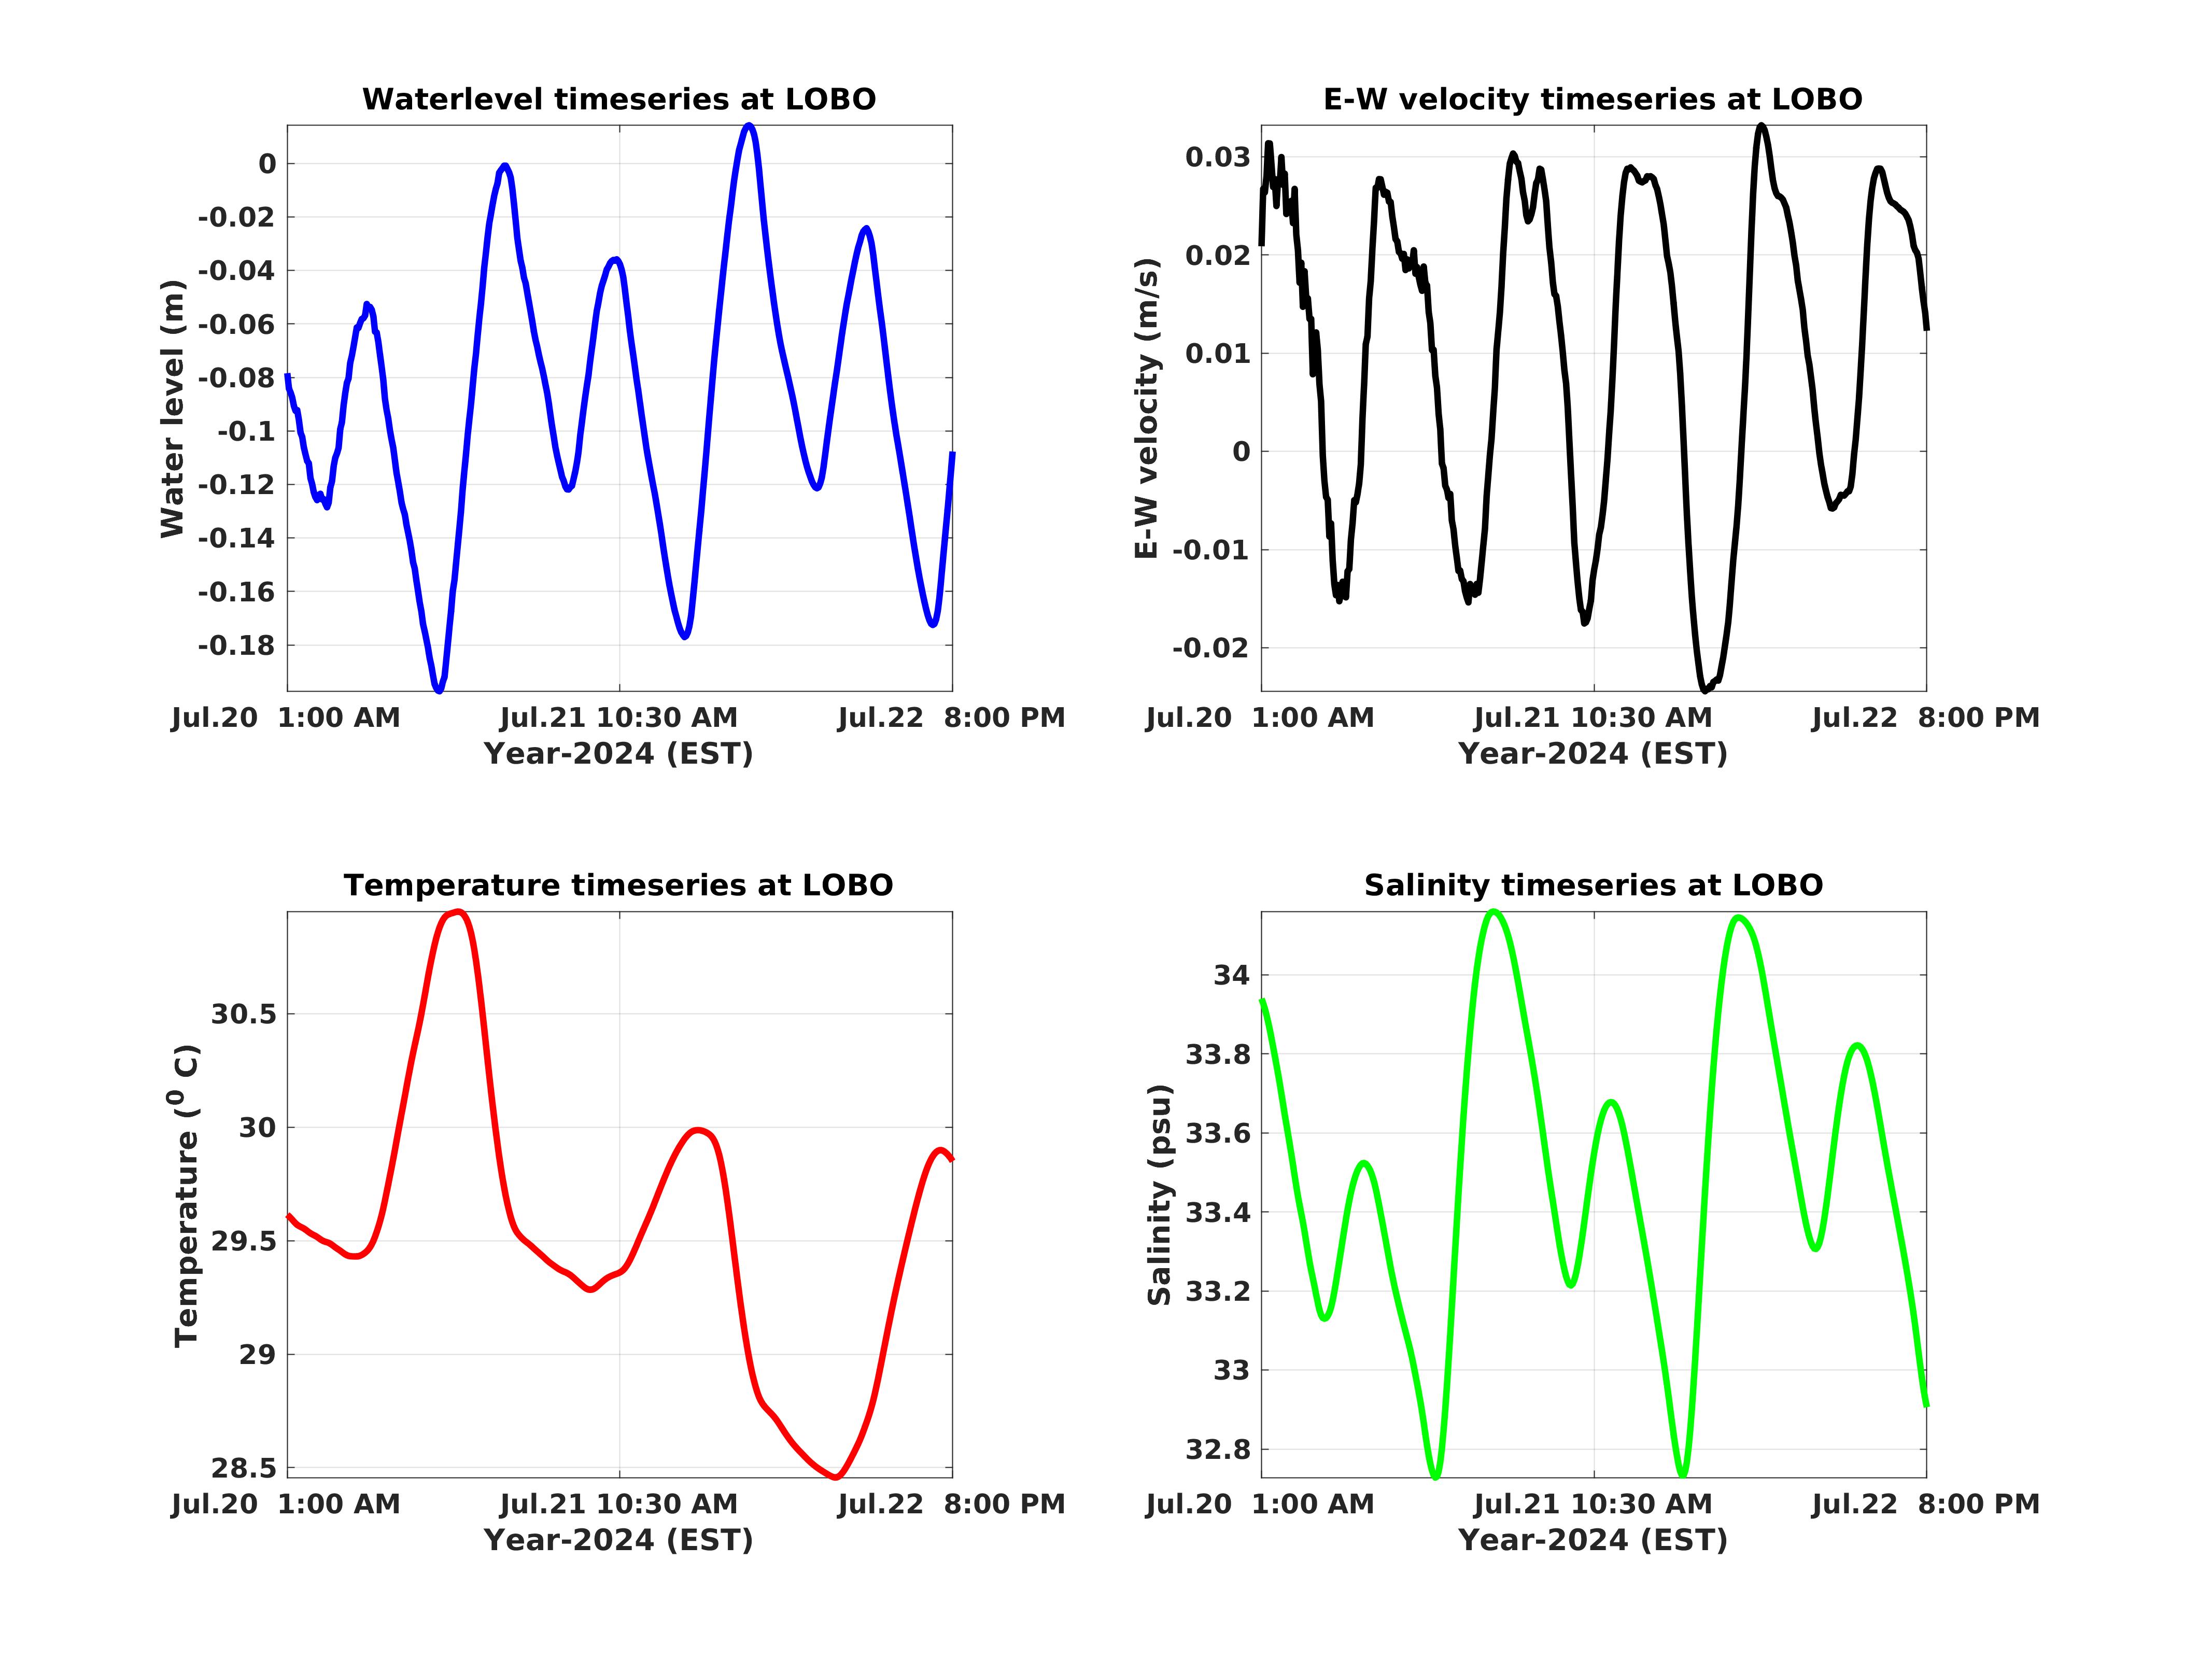 Waterlevel timeseries at LOBO
Water level (m)
0
-0.02
-0.04
-0.06
-0.08
-0.1
-0.12
-0.14
-0.16
-0.18
Jul.20 1:00 AM Jul.21 10:30 AM Jul.22 8:00 PM
Year-2024 (EST)
E-W velocity timeseries at LOBO
E-W velocity (m/s)
0.03
0.02
0.01
0
-0.01
-0.02
Jul.20 1:00 AM Jul.21 10:30 AM Jul.22 8:00 PM
Year-2024 (EST)
Temperature timeseries at LOBO
Temperature (⁰ C)
30.5
30
29.5
29
28.5
Jul.20 1:00 AM Jul.21 10:30 AM Jul.22 8:00 PM
Year-2024 (EST)
Salinity timeseries at LOBO
Salinity (psu)
34
33.8
33.6
33.4
33.2
33
32.8
Jul.20 1:00 AM Jul.21 10:30 AM Jul.22 8:00 PM
Year-2024 (EST)